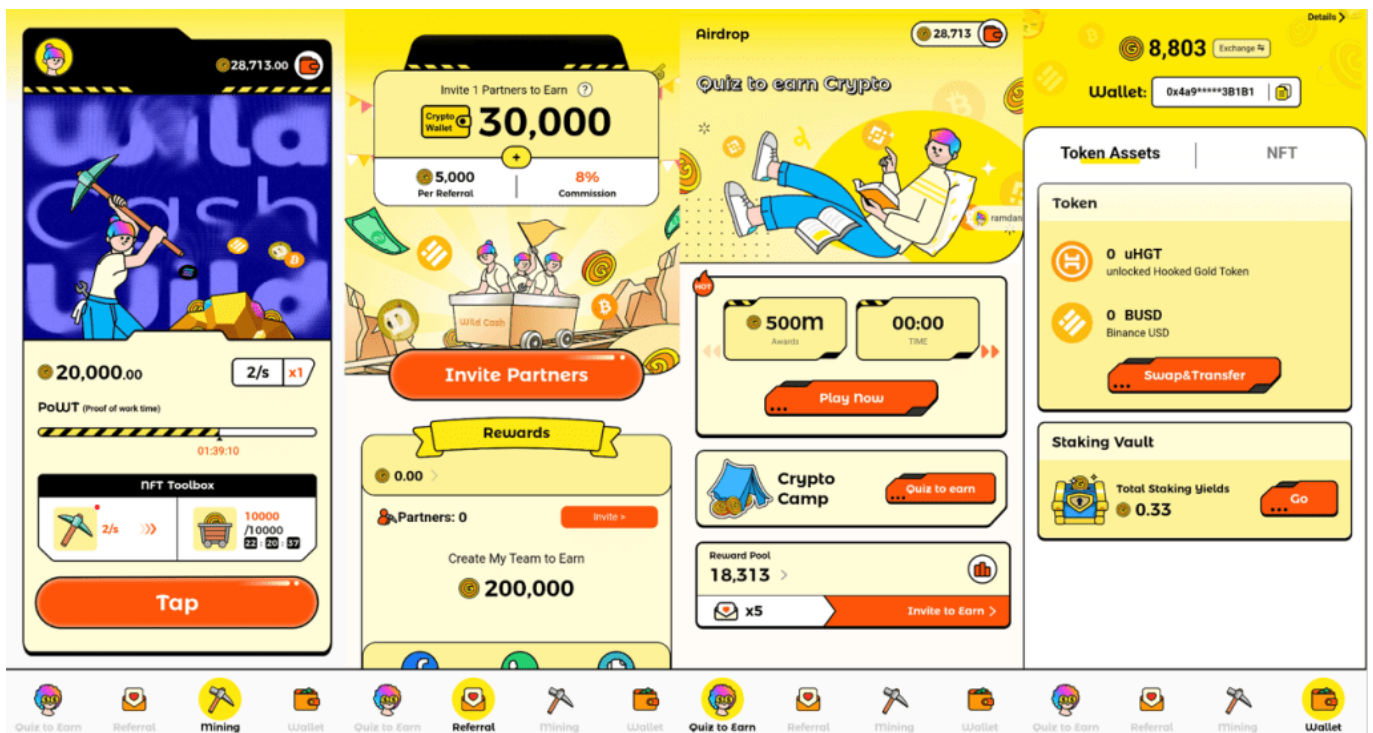 28,713.00
Wild
Cash
Wild
20,000.00
2/s x1
PoWT (Proof of work time)
01:39:10
NFT Toolbox
2/s
10000
/10000
22 : 20 : 37
Tap
Quiz to Earn
Referral
Mining
Wallet
Invite 1 Partners to Earn ?
Crypto
Wallet
30,000
+
5,000
Per Referral
8%
Commission
Wild Cash
Invite Partners
Rewards
0.00 >
Partners: 0
Invite >
Create My Team to Earn
200,000
Quiz to Earn
Referral
Mining
Wallet
Airdrop
28,713
Quiz to earn Crypto
ramdan
HOT
500m
Awards
00:00
TIME
Play Now
Crypto
Camp
Quiz to earn
Reward Pool
18,313 >
x5
Invite to Earn >
Quiz to Earn
Referral
Mining
Wallet
Details >
8,803
Exchange
Wallet:
0x4a9*****3B1B1
Token Assets
NFT
Token
0 uHGT
unlocked Hooked Gold Token
0 BUSD
Binance USD
Swap&Transfer
Staking Vault
Total Staking Yields
0.33
Go
Quiz to Earn
Referral
Mining
Wallet